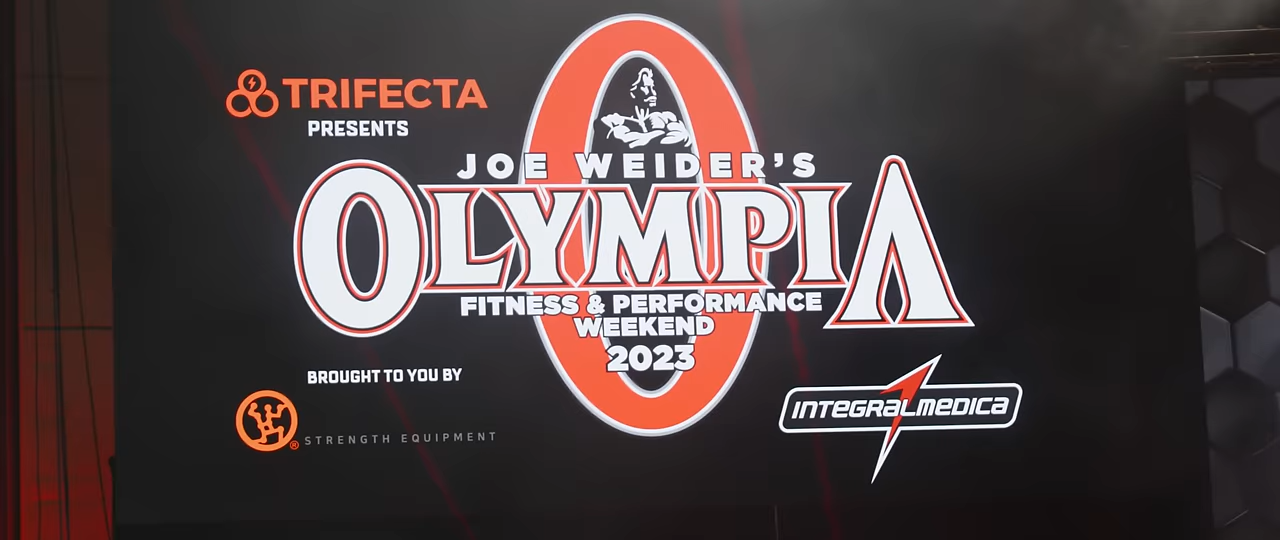 TRIFECTA
PRESENTS
JOE WEIDER'S
OLYMPIA
FITNESS & PERFORMANCE
WEEKEND
2023
BROUGHT TO YOU BY
STRENGTH EQUIPMENT
INTEGRALMEDICA